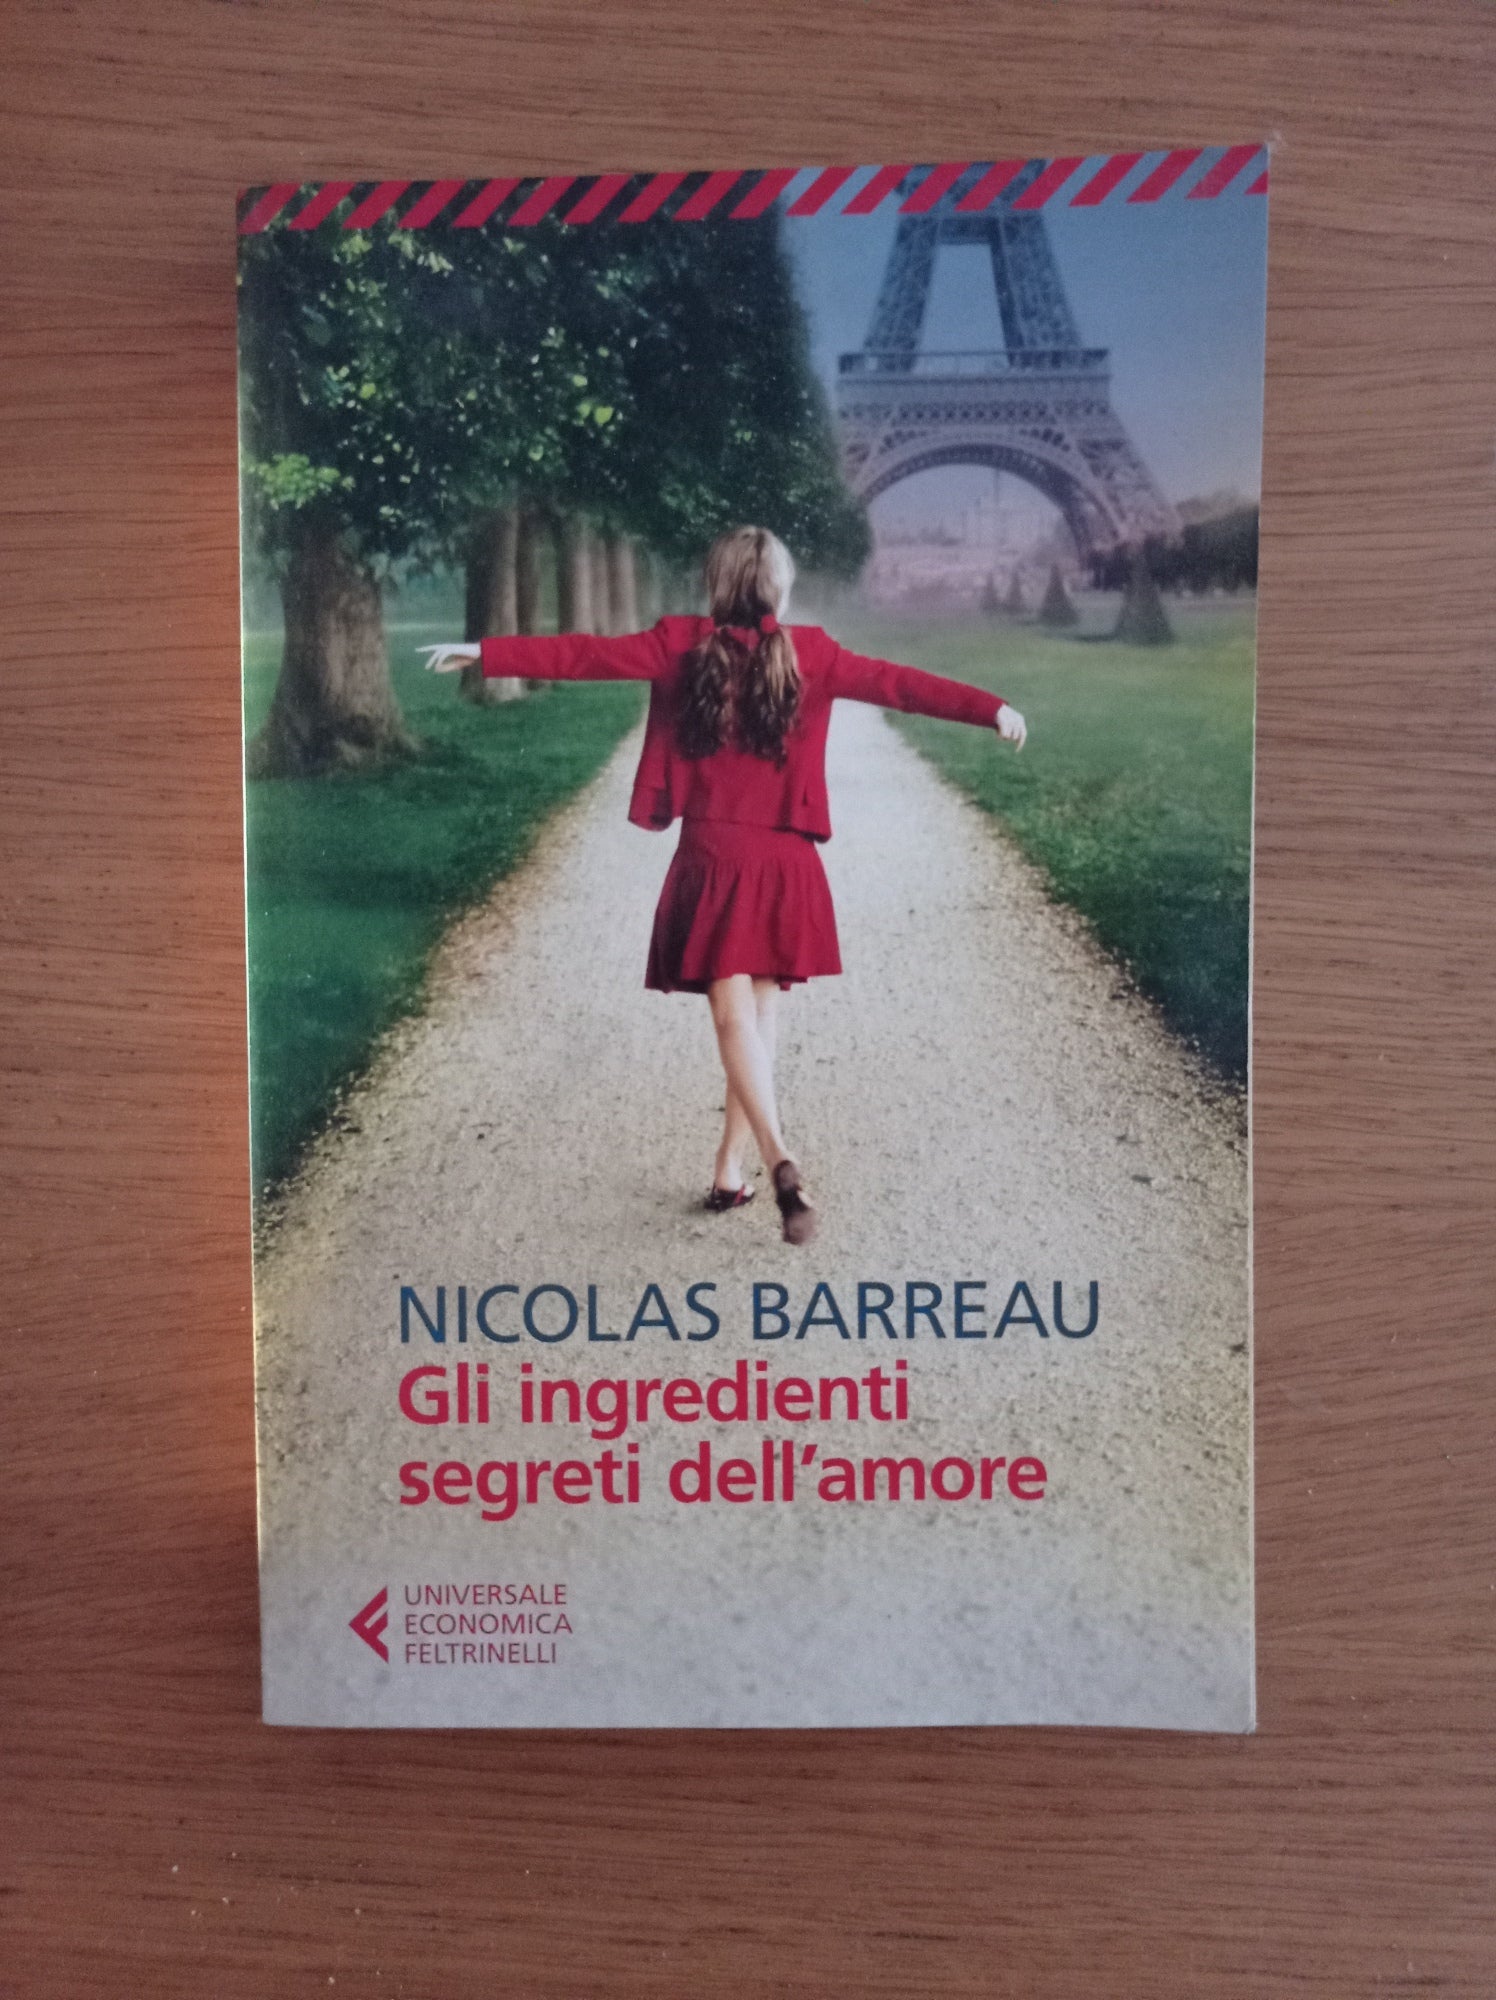 NICOLAS BARREAU
Gli ingredienti
segreti dell'amore
UNIVERSALE
ECONOMICA
FELTRINELLI